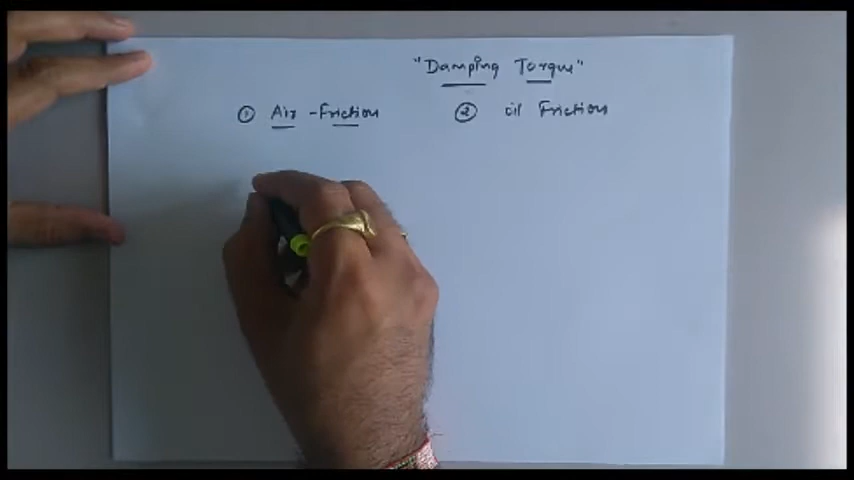 "Damping Torque"
① Air - Friction ② oil Friction